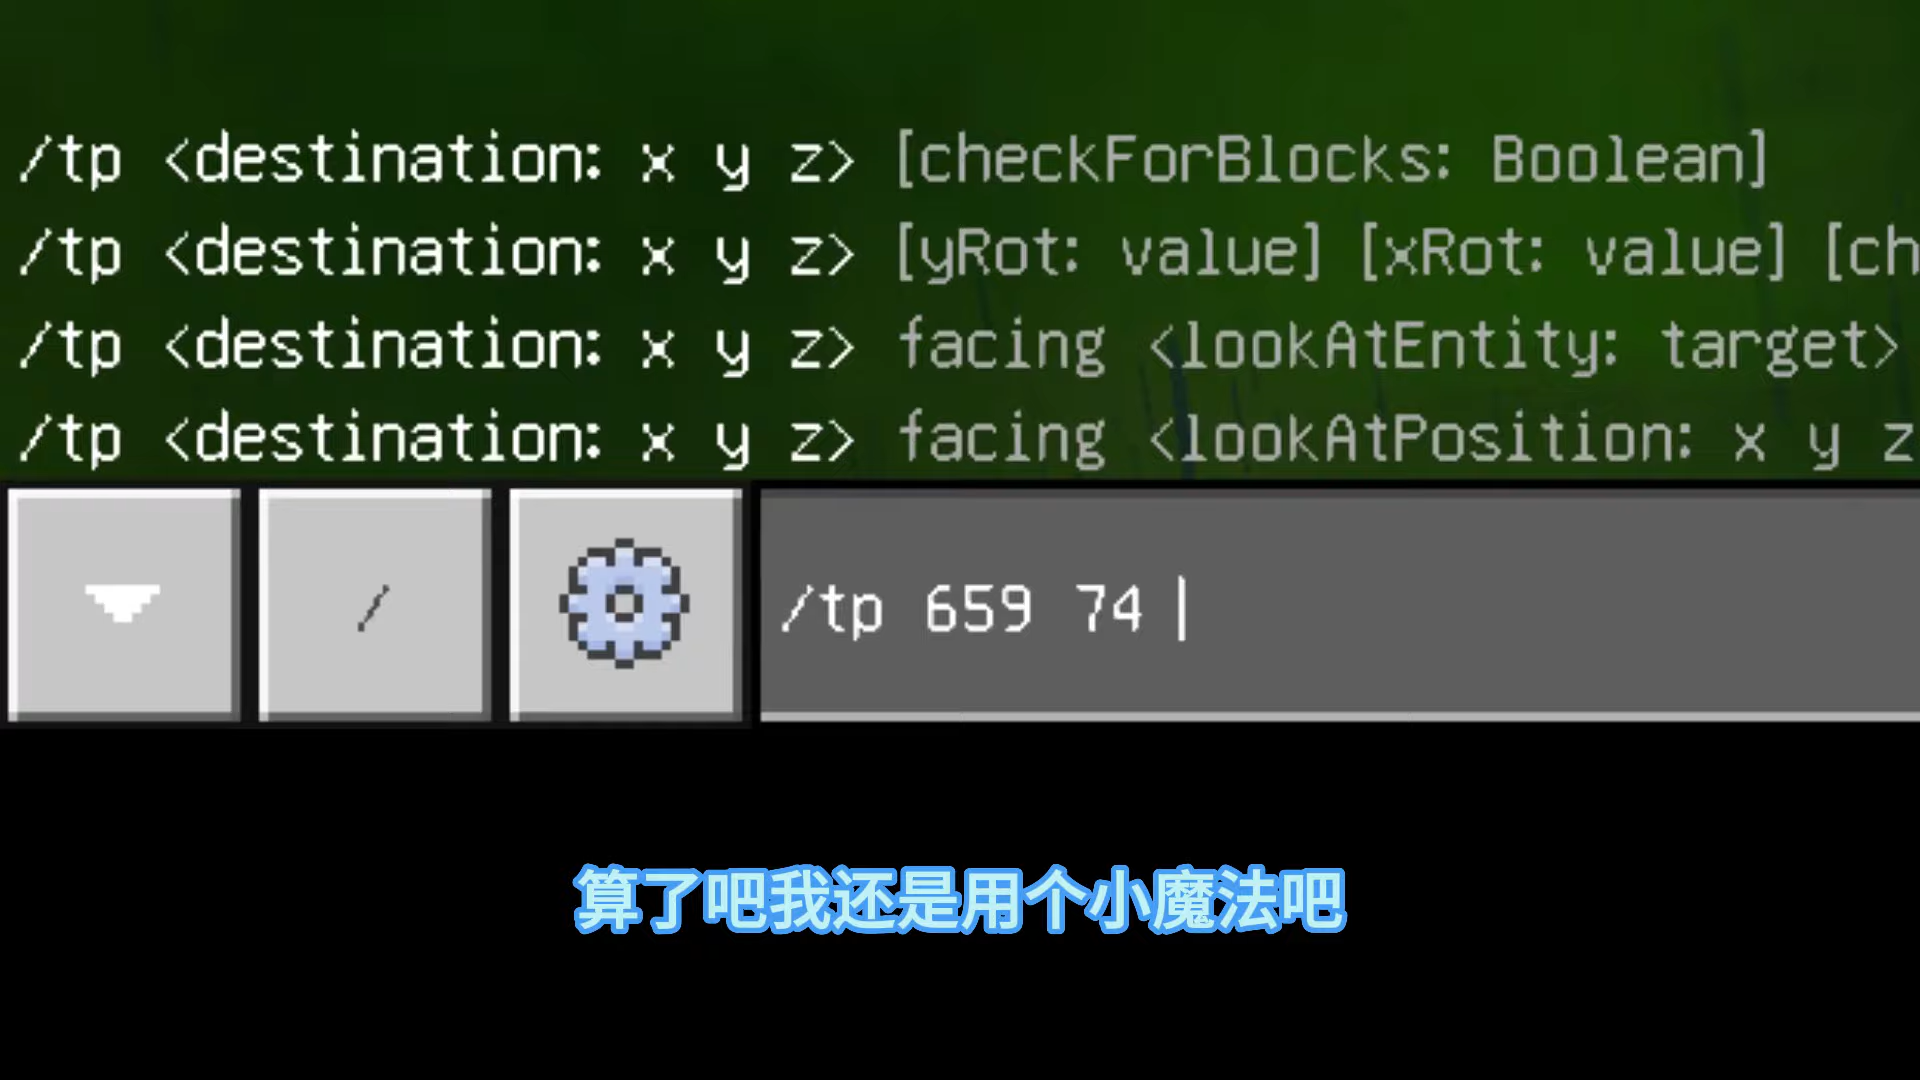 /tp <destination: x y z> [checkForBlocks: Boolean]
/tp <destination: x y z> [yRot: value] [xRot: value] [ch
/tp <destination: x y z> facing <lookAtEntity: target>
/tp <destination: x y z> facing <lookAtPosition: x y z
/
/tp 659 74
算了吧我还是用个小魔法吧